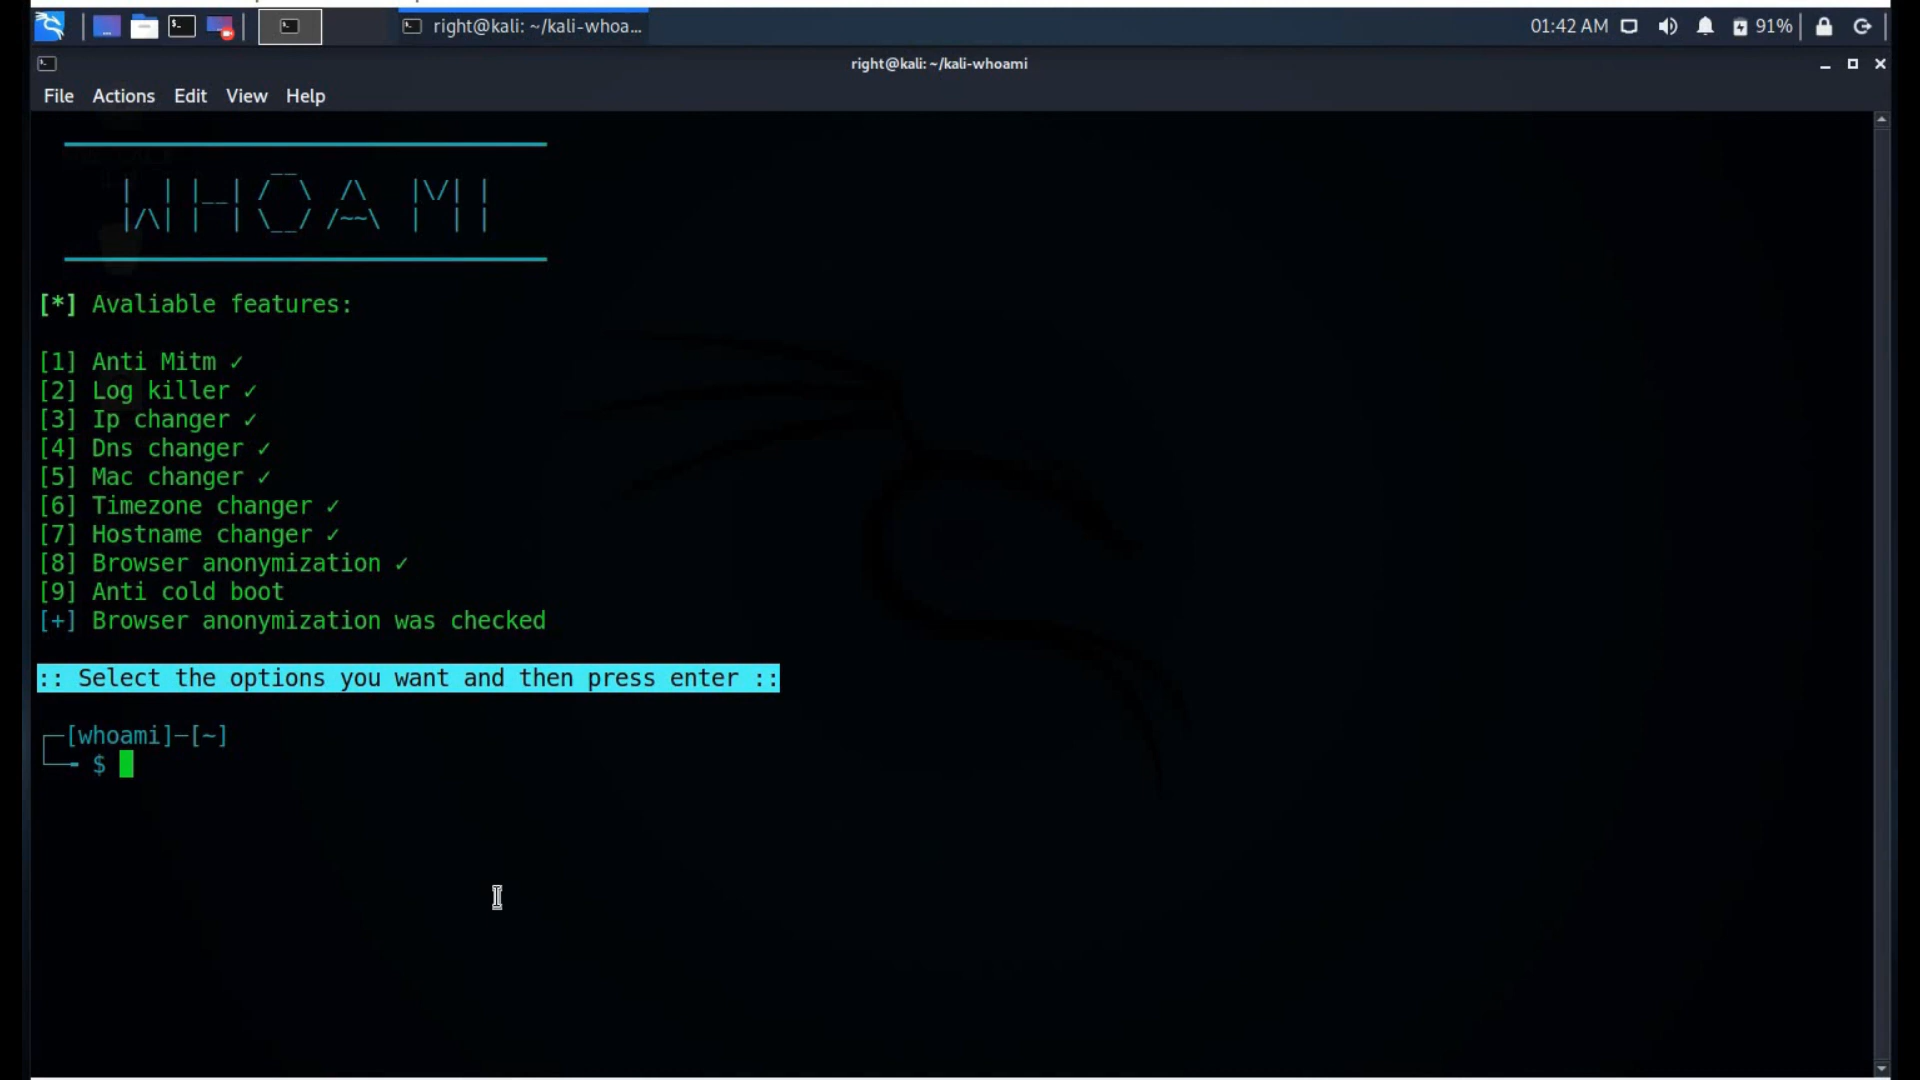 right@kali: ~/kali-whoa...
01:42 AM
91%
right@kali: ~/kali-whoami
File Actions Edit View Help
WHOAMI
[*] Avaliable features:
[1] Anti Mitm ✓
[2] Log killer ✓
[3] Ip changer ✓
[4] Dns changer ✓
[5] Mac changer ✓
[6] Timezone changer ✓
[7] Hostname changer ✓
[8] Browser anonymization ✓
[9] Anti cold boot
[+] Browser anonymization was checked
:: Select the options you want and then press enter ::
┌─[whoami]─[~]
└╴ $